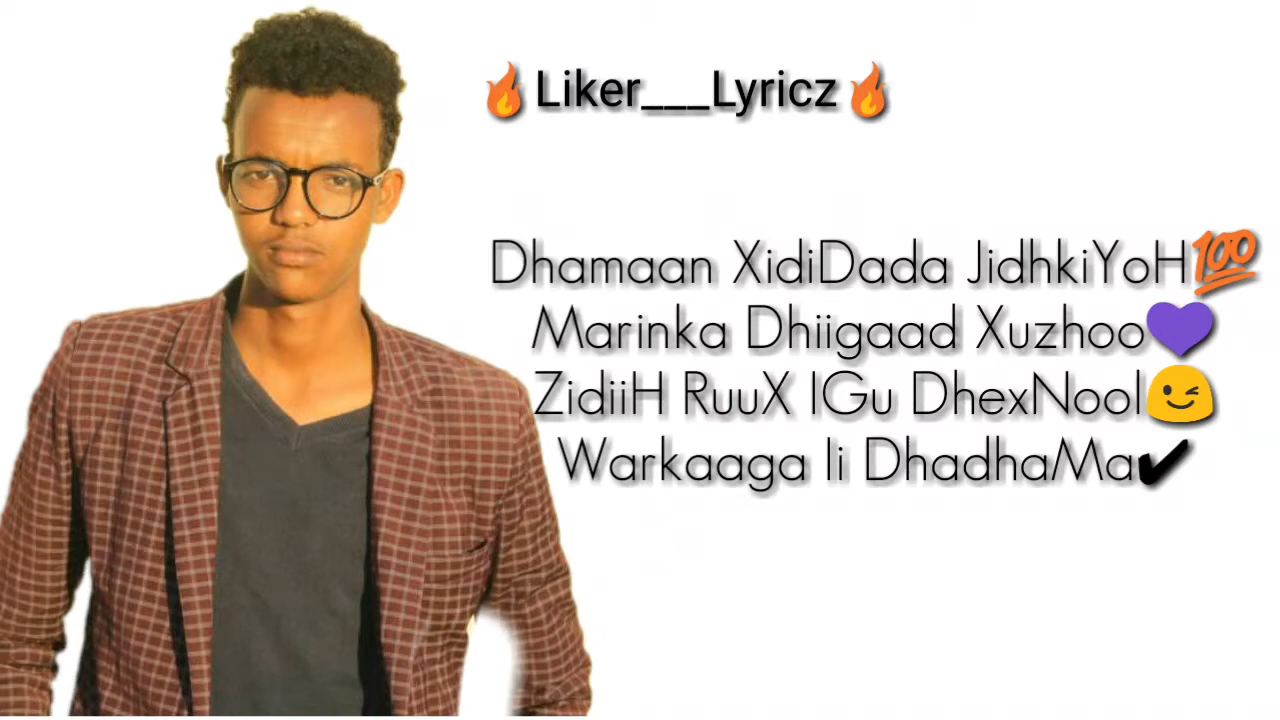 🔥Liker___Lyricz🔥
Dhamaan XidiDada JidhkiYoH💯
Marinka Dhiigaad Xuzhoo💜
ZidiiH RuuX IGu DhexNool😉
Warkaaga Ii DhadhaMa✔